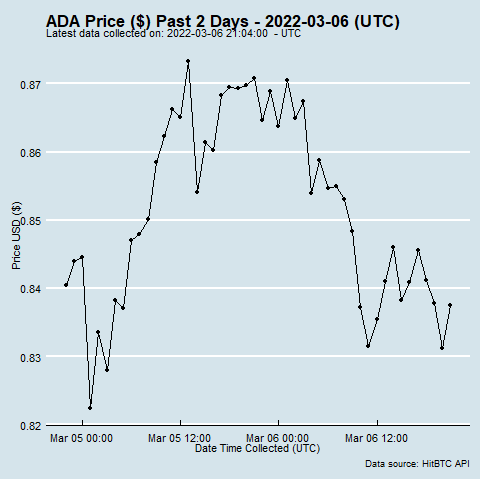 ADA Price ($) Past 2 Days - 2022-03-06 (UTC)
Latest data collected on: 2022-03-06 21:04:00 - UTC
0.87
0.86
0.85
0.84
0.83
0.82
Price USD ($)
Mar 05 00:00 Mar 05 12:00 Mar 06 00:00 Mar 06 12:00
Date Time Collected (UTC)
Data source: HitBTC API